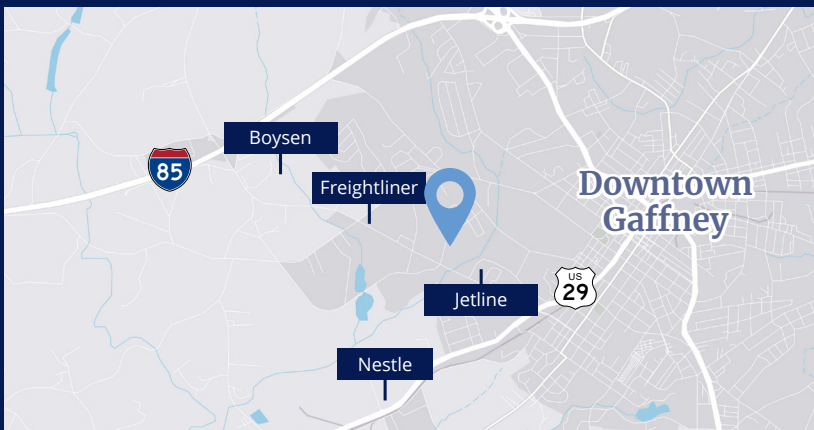 Boysen
85
Freightliner
Downtown
Gaffney
US
29
Jetline
Nestle